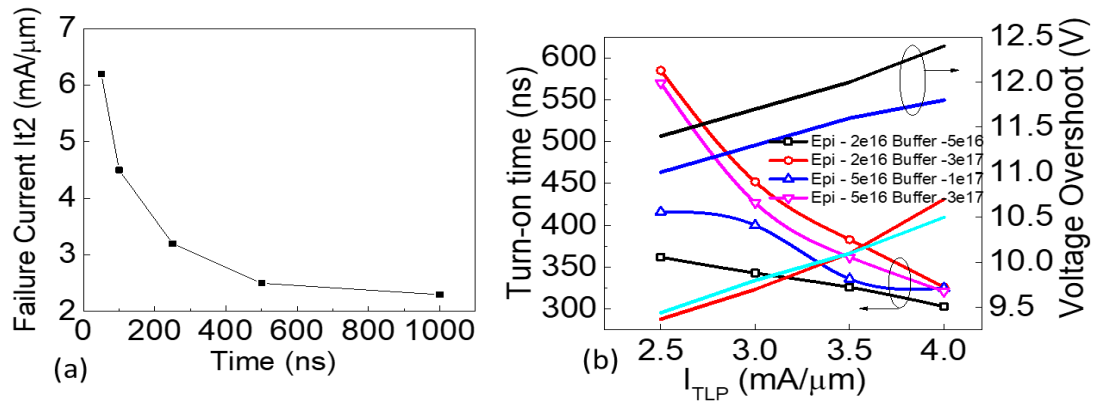 7
6
5
4
3
2
0 200 400 600 800 1000
Failure Current It2 (mA/μm)
Time (ns)
(a)
600
550
500
450
400
350
300
Turn-on time (ns)
12.5
12.0
11.5
11.0
10.5
10.0
9.5
Voltage Overshoot (V)
Epi - 2e16 Buffer -5e16
Epi - 2e16 Buffer -3e17
Epi - 5e16 Buffer -1e17
Epi - 5e16 Buffer -3e17
2.5 3.0 3.5 4.0
I_TLP (mA/μm)
(b)